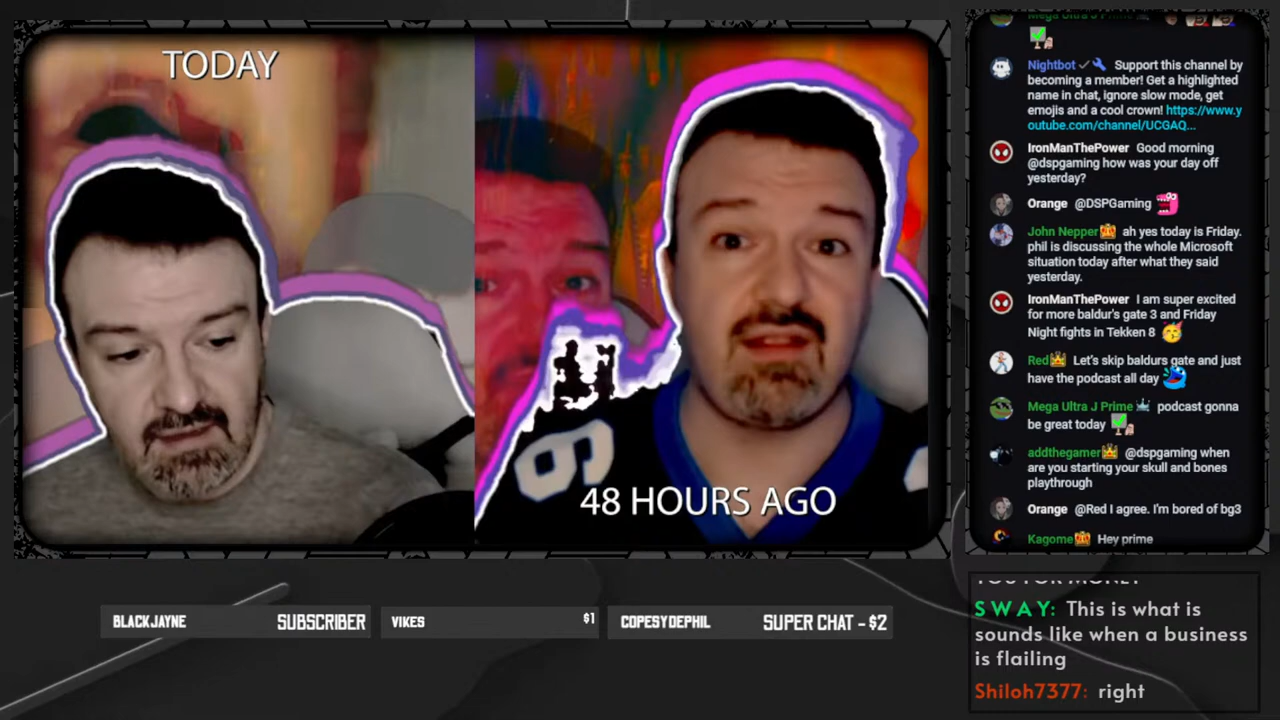 TODAY
48 HOURS AGO
BLACKJAYNE
SUBSCRIBER
VIKES
$1
COPESYDEPHIL
SUPER CHAT - $2
Mega Ultra J Prime
Nightbot Support this channel by
becoming a member! Get a highlighted
name in chat, ignore slow mode, get
emojis and a cool crown! https://www.y
outube.com/channel/UCGAQ...
IronManThePower Good morning
@dspgaming how was your day off
yesterday?
Orange @DSPGaming
John Nepper ah yes today is Friday.
phil is discussing the whole Microsoft
situation today after what they said
yesterday.
IronManThePower I am super excited
for more baldur's gate 3 and Friday
Night fights in Tekken 8
Red Let's skip baldurs gate and just
have the podcast all day
Mega Ultra J Prime podcast gonna
be great today
addthegamer @dspgaming when
are you starting your skull and bones
playthrough
Orange @Red I agree. I'm bored of bg3
Kagome Hey prime
YOU FOR MONEY
SWAY: This is what is
sounds like when a business
is flailing
Shiloh7377: right